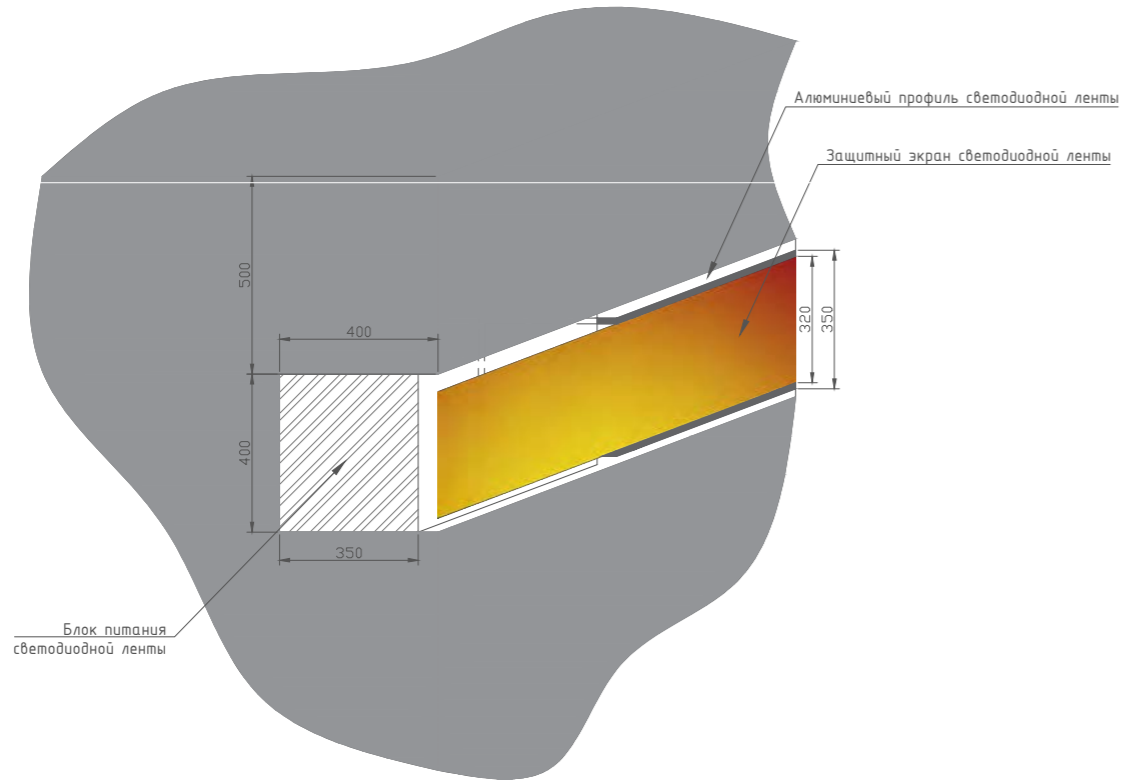 Алюминиевый профиль светодиодной ленты
Защитный экран светодиодной ленты
500
400
320
350
400
350
Блок питания
светодиодной ленты